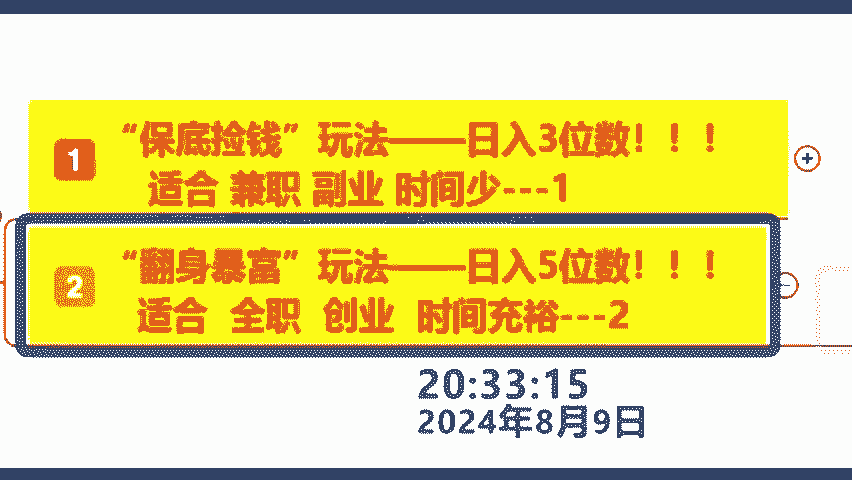 1
“保底捡钱”玩法——日入3位数！！！
适合 兼职 副业 时间少---1
2
“翻身暴富”玩法——日入5位数！！！
适合 全职 创业 时间充裕---2
20:33:15
2024年8月9日